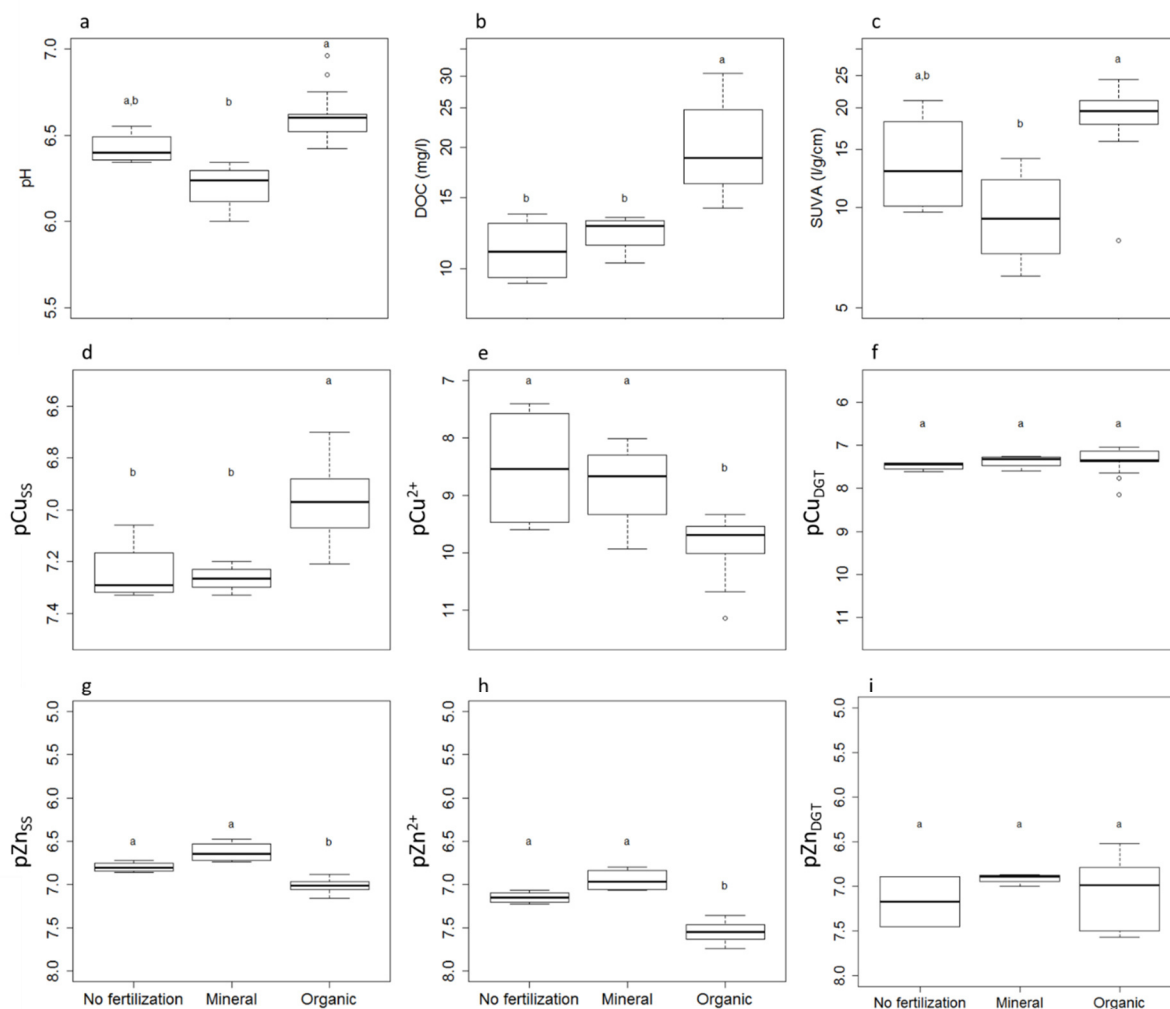 a
pH
7.0
6.5
6.0
5.5
a,b
b
a
b
DOC (mg/l)
30
25
20
15
10
b
b
a
c
SUVA (l/g/cm)
25
20
15
10
5
a,b
b
a
d
pCuSS
6.6
6.8
7.0
7.2
7.4
b
b
a
e
pCu2+
7
8
9
10
11
a
a
b
f
pCuDGT
6
7
8
9
10
11
a
a
a
g
pZnSS
5.0
5.5
6.0
6.5
7.0
7.5
8.0
a
a
b
No fertilization Mineral Organic
h
pZn2+
5.0
5.5
6.0
6.5
7.0
7.5
8.0
a
a
b
No fertilization Mineral Organic
i
pZnDGT
5.0
5.5
6.0
6.5
7.0
7.5
8.0
a
a
a
No fertilization Mineral Organic